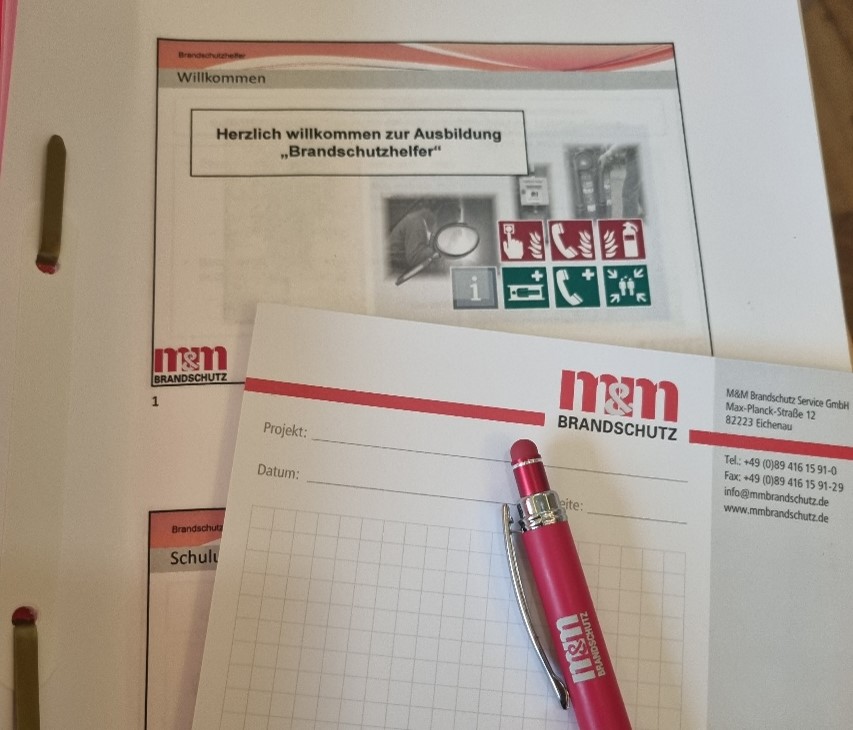 Brandschutzhelfer
Willkommen
Herzlich willkommen zur Ausbildung
„Brandschutzhelfer“
i
m&m
BRANDSCHUTZ
1
Brandschutz
Schulu
m&m
BRANDSCHUTZ
Projekt:
Datum:
eite:
M&M Brandschutz Service GmbH
Max-Planck-Straße 12
82223 Eichenau
Tel.: +49 (0)89 416 15 91-0
Fax: +49 (0)89 416 15 91-29
info@mmbrandschutz.de
www.mmbrandschutz.de
m&m
BRANDSCHUTZ